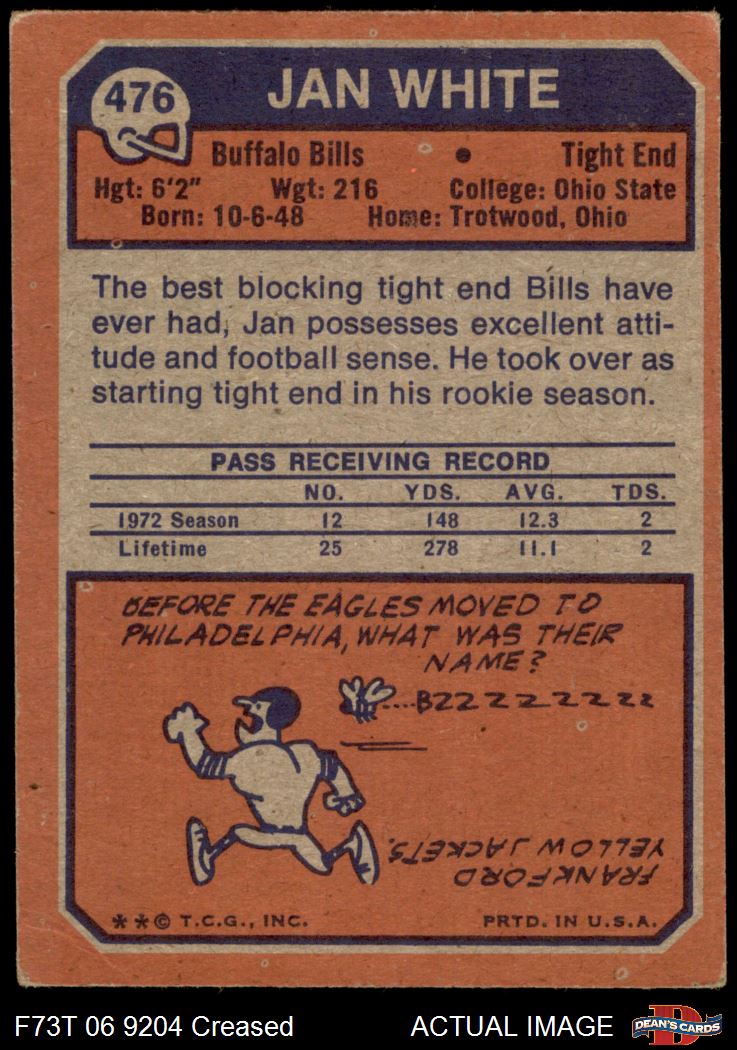 476
JAN WHITE
Buffalo Bills • Tight End
Hgt: 6'2" Wgt: 216 College: Ohio State
Born: 10-6-48 Home: Trotwood, Ohio
The best blocking tight end Bills have
ever had, Jan possesses excellent atti-
tude and football sense. He took over as
starting tight end in his rookie season.
PASS RECEIVING RECORD
NO. YDS. AVG. TDS.
1972 Season 12 148 12.3 2
Lifetime 25 278 11.1 2
BEFORE THE EAGLES MOVED TO
PHILADELPHIA, WHAT WAS THEIR
NAME?
....BZZZZZZZZZ
FRANKFORD
YELLOW JACKETS.
**© T.C.G., INC. PRTD. IN U.S.A.
F73T 06 9204 Creased ACTUAL IMAGE
D
DEAN'S CARDS